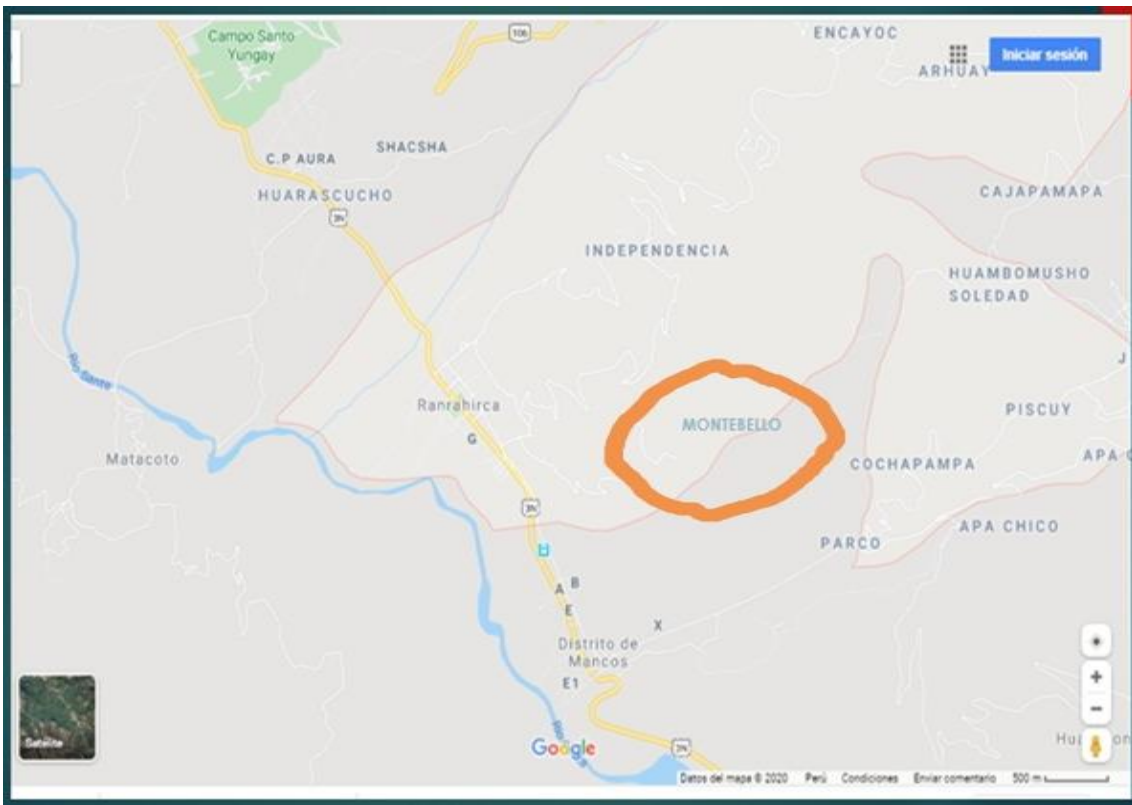 Campo Santo
Yungay
106
ENCAYOC
ARHUAY
Iniciar sesión
C.P AURA
SHACSHA
HUARASCUCHO
3N
CAJAPAMAPA
INDEPENDENCIA
HUAMBOMUSHO
SOLEDAD
J
Río Santa
Ranrahirca
G
MONTEBELLO
PISCUY
Matacoto
COCHAPAMPA
APA C
3N
APA CHICO
PARCO
A B
E
X
Distrito de
Mancos
E1
Satélite
Google
3N
Datos del mapa © 2020 Perú Condiciones Enviar comentario 500 m